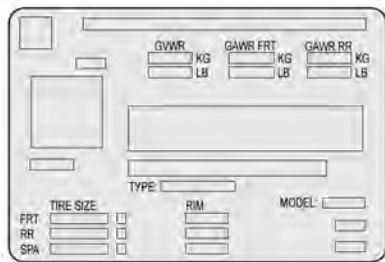 GVWR GAWR FRT GAWR RR
KG KG KG
LB LB LB
TYPE:
TIRE SIZE RIM MODEL:
FRT
RR
SPA